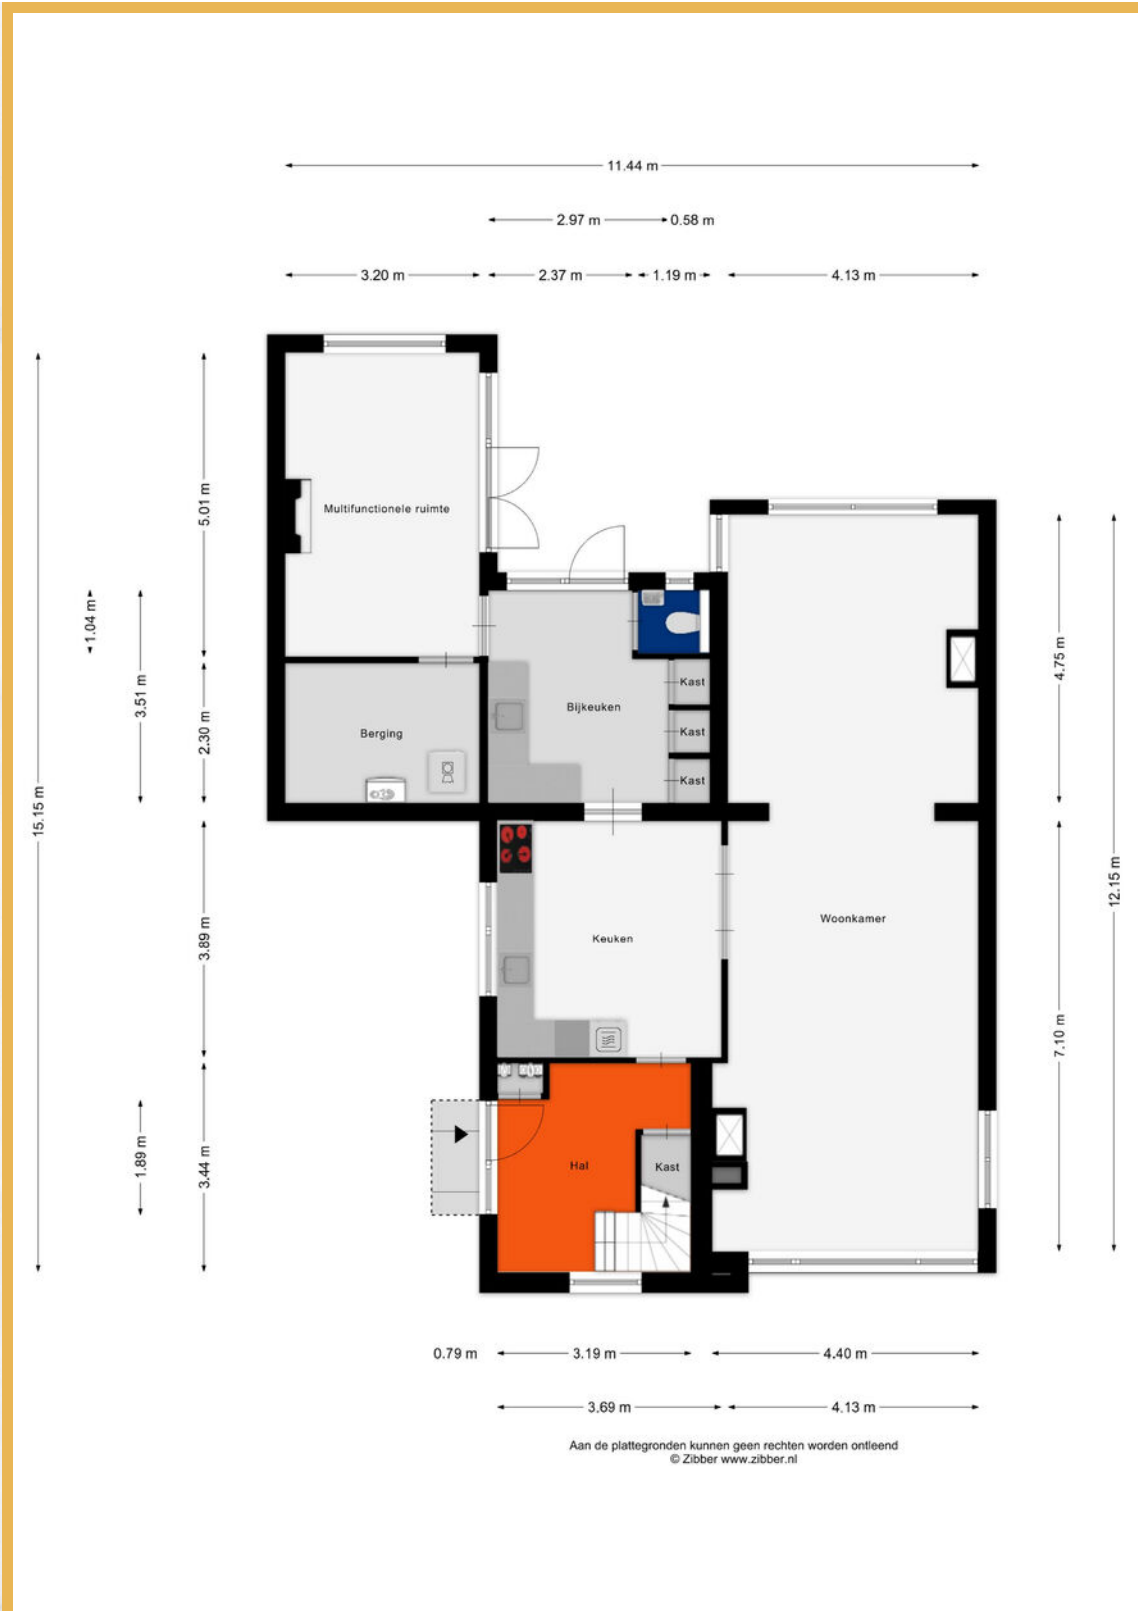 11.44 m
2.97 m
0.58 m
3.20 m
2.37 m
1.19 m
4.13 m
15.15 m
5.01 m
1.04 m
3.51 m
2.30 m
3.89 m
1.89 m
3.44 m
Multifunctionele ruimte
Berging
Bijkeuken
Kast
Kast
Kast
Keuken
Woonkamer
Hal
Kast
4.75 m
12.15 m
7.10 m
0.79 m
3.19 m
4.40 m
3.69 m
4.13 m
Aan de plattegronden kunnen geen rechten worden ontleend
© Zibber www.zibber.nl